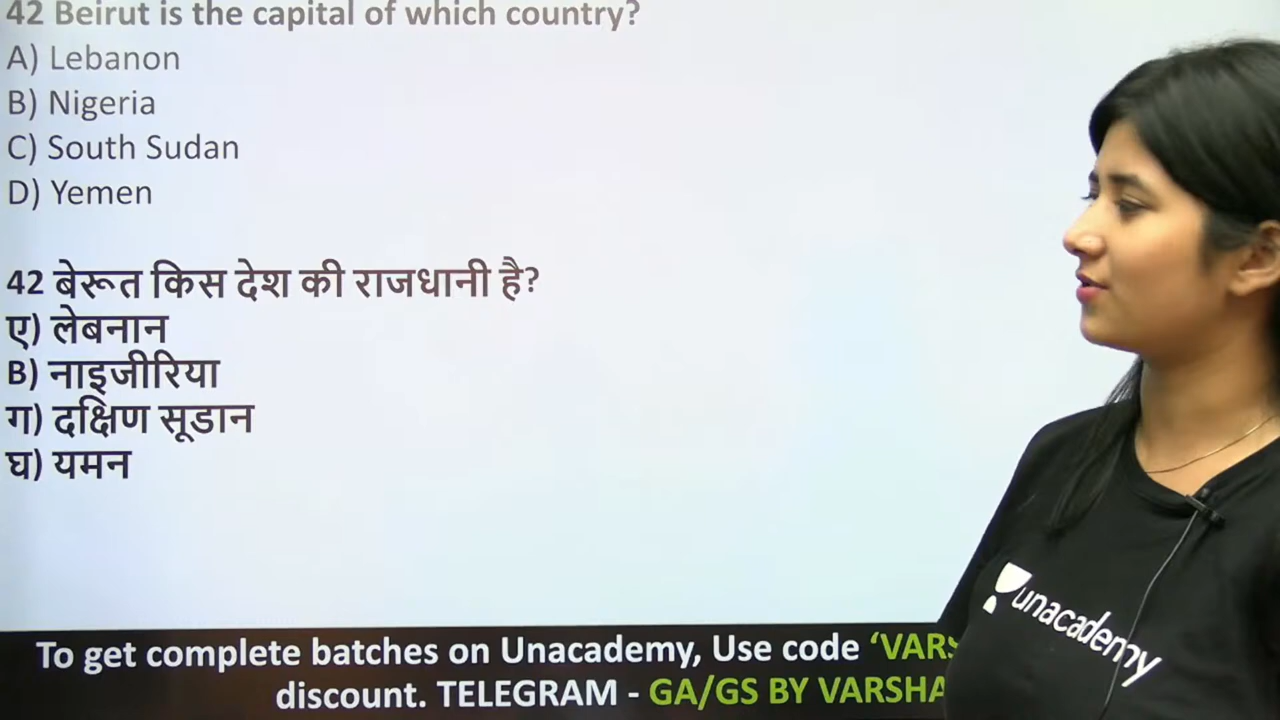 42 Beirut is the capital of which country?
A) Lebanon
B) Nigeria
C) South Sudan
D) Yemen
42 बेरूत किस देश की राजधानी है?
ए) लेबनान
B) नाइजीरिया
ग) दक्षिण सूडान
घ) यमन
unacademy
To get complete batches on Unacademy, Use code ‘VARS
discount. TELEGRAM - GA/GS BY VARSHA